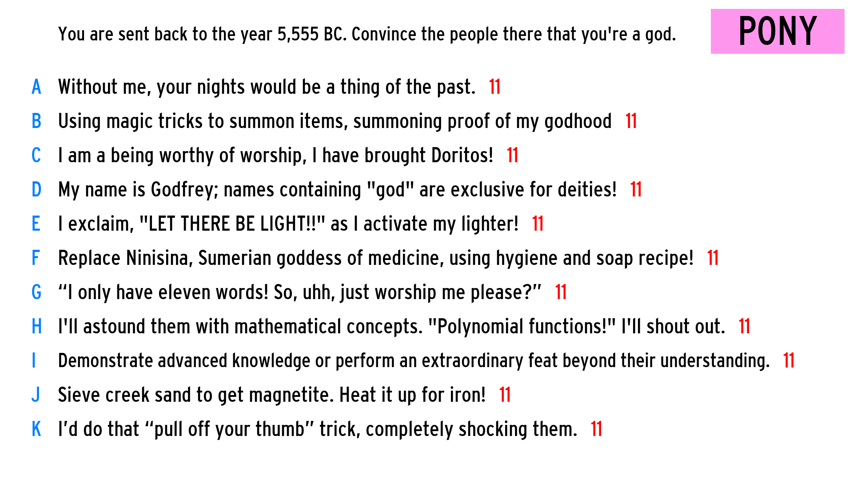 You are sent back to the year 5,555 BC. Convince the people there that you're a god.
PONY
A Without me, your nights would be a thing of the past. 11
B Using magic tricks to summon items, summoning proof of my godhood 11
C I am a being worthy of worship, I have brought Doritos! 11
D My name is Godfrey; names containing "god" are exclusive for deities! 11
E I exclaim, "LET THERE BE LIGHT!!" as I activate my lighter! 11
F Replace Ninisina, Sumerian goddess of medicine, using hygiene and soap recipe! 11
G “I only have eleven words! So, uhh, just worship me please?” 11
H I'll astound them with mathematical concepts. "Polynomial functions!" I'll shout out. 11
I Demonstrate advanced knowledge or perform an extraordinary feat beyond their understanding. 11
J Sieve creek sand to get magnetite. Heat it up for iron! 11
K I’d do that “pull off your thumb” trick, completely shocking them. 11